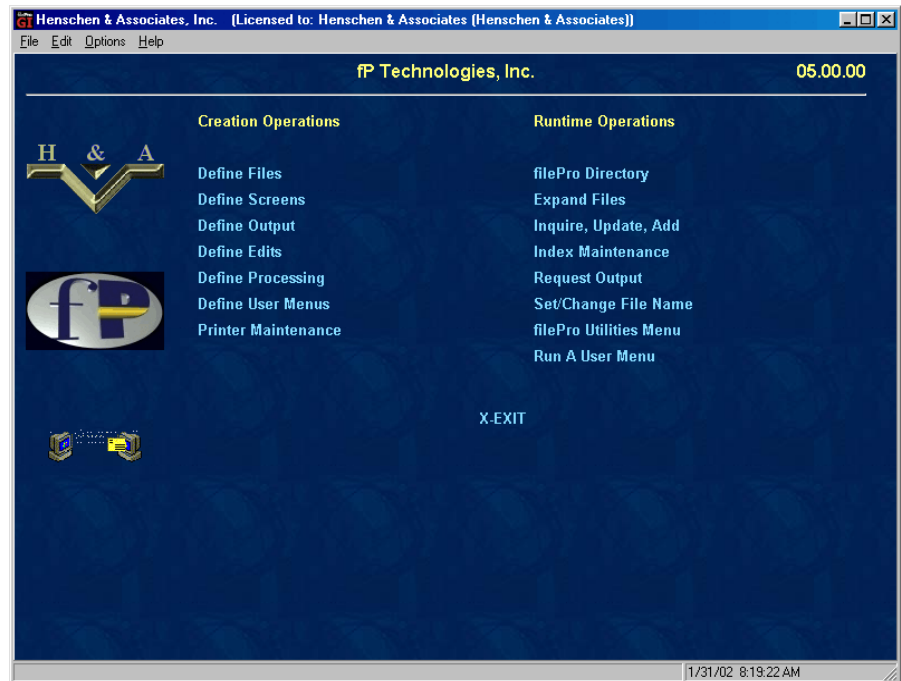 GI Henschen & Associates, Inc. (Licensed to: Henschen & Associates (Henschen & Associates))
File Edit Options Help
fP Technologies, Inc. 05.00.00
Creation Operations
Define Files
Define Screens
Define Output
Define Edits
Define Processing
Define User Menus
Printer Maintenance
Runtime Operations
filePro Directory
Expand Files
Inquire, Update, Add
Index Maintenance
Request Output
Set/Change File Name
filePro Utilities Menu
Run A User Menu
X-EXIT
H & A
fP
1/31/02 8:19:22 AM